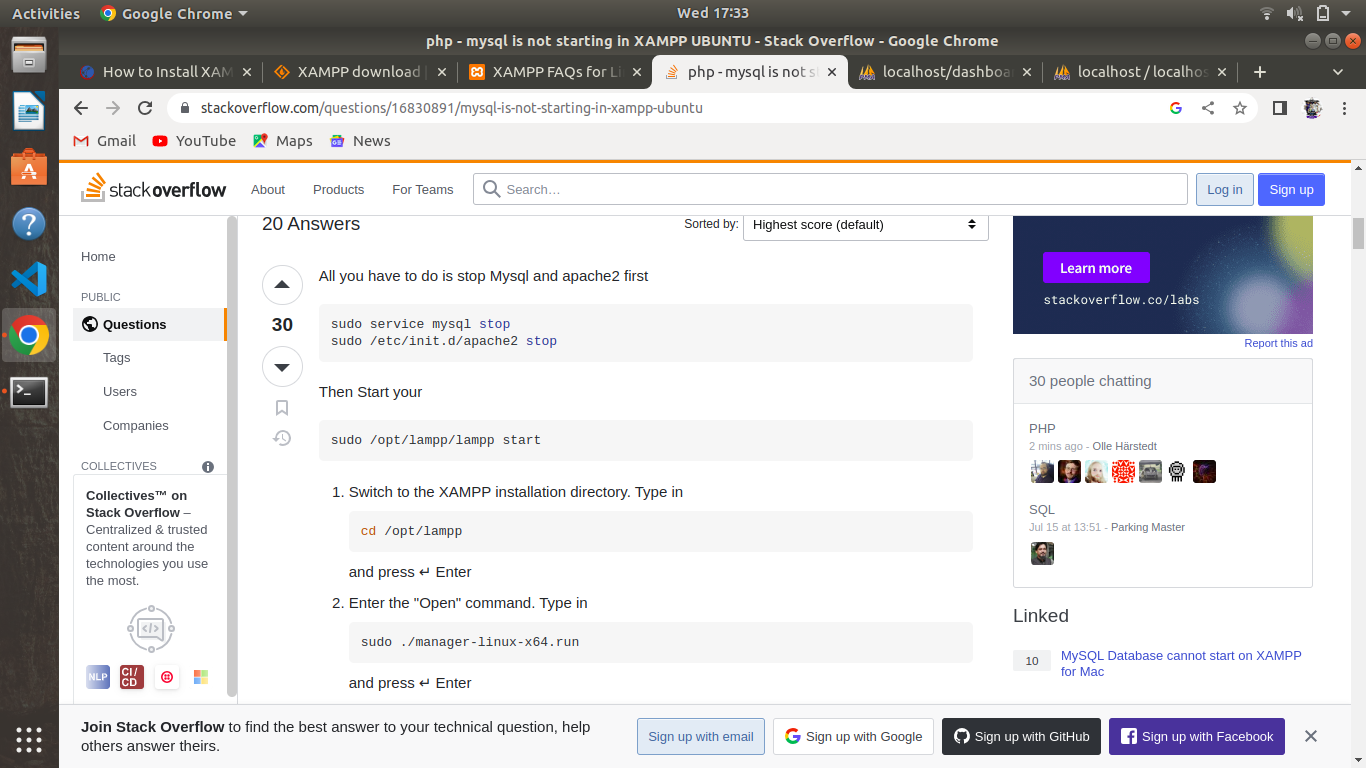 Activities
Google Chrome
Wed 17:33
php - mysql is not starting in XAMPP UBUNTU - Stack Overflow - Google Chrome
How to Install XAM
XAMPP download |
XAMPP FAQs for Li
php - mysql is not st
localhost/dashboa
localhost / localhos
stackoverflow.com/questions/16830891/mysql-is-not-starting-in-xampp-ubuntu
Gmail
YouTube
Maps
News
stackoverflow
About
Products
For Teams
Search…
Log in
Sign up
20 Answers
Sorted by:
Highest score (default)
Home
PUBLIC
Questions
Tags
Users
Companies
COLLECTIVES
Collectives™ on
Stack Overflow –
Centralized & trusted
content around the
technologies you use
the most.
NLP
CI/
CD
30
All you have to do is stop Mysql and apache2 first
sudo service mysql stop
sudo /etc/init.d/apache2 stop
Then Start your
sudo /opt/lampp/lampp start
1. Switch to the XAMPP installation directory. Type in
cd /opt/lampp
and press ↵ Enter
2. Enter the "Open" command. Type in
sudo ./manager-linux-x64.run
and press ↵ Enter
Learn more
stackoverflow.co/labs
Report this ad
30 people chatting
PHP
2 mins ago - Olle Härstedt
SQL
Jul 15 at 13:51 - Parking Master
Linked
10
MySQL Database cannot start on XAMPP
for Mac
Join Stack Overflow to find the best answer to your technical question, help
others answer theirs.
Sign up with email
Sign up with Google
Sign up with GitHub
Sign up with Facebook